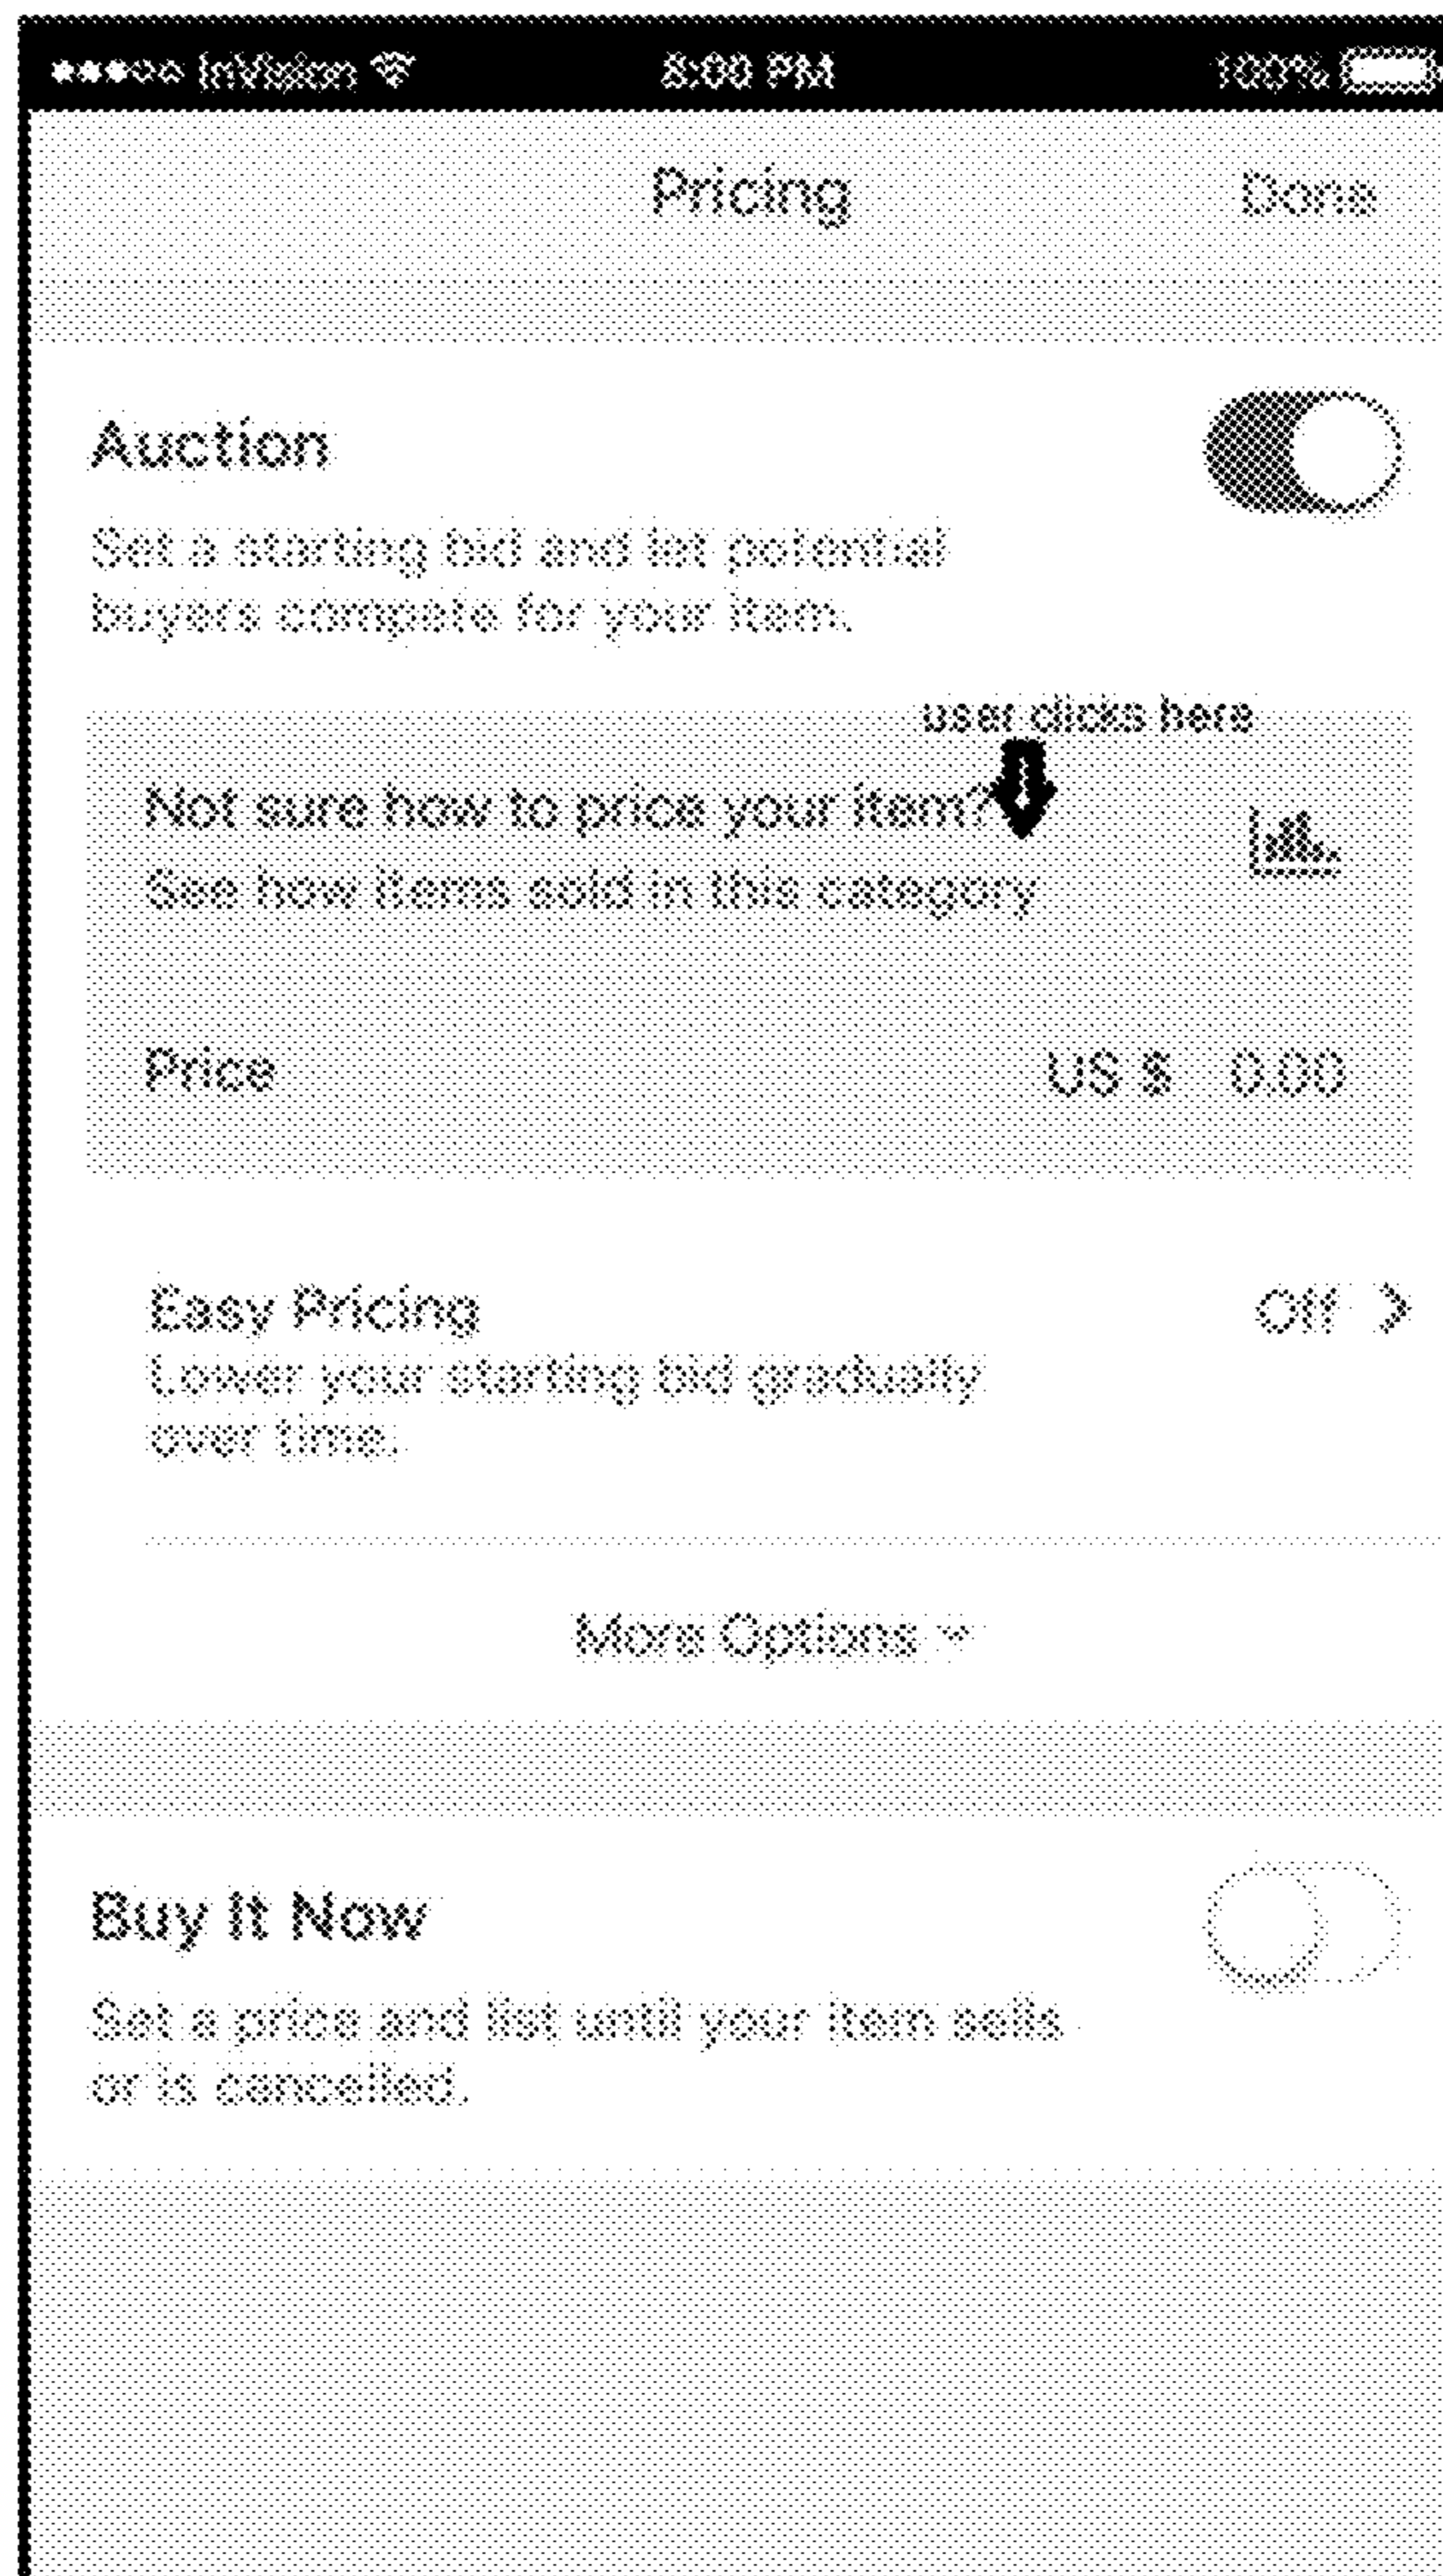 InVision 8:00 PM 100%
Pricing Done
Auction
Set a starting bid and let potential
buyers compete for your item.
user clicks here
Not sure how to price your item?
See how items sold in this category
Price US $ 0.00
Easy Pricing Off >
Lower your starting bid gradually
over time.
More Options
Buy It Now
Set a price and list until your item sells
or is cancelled.